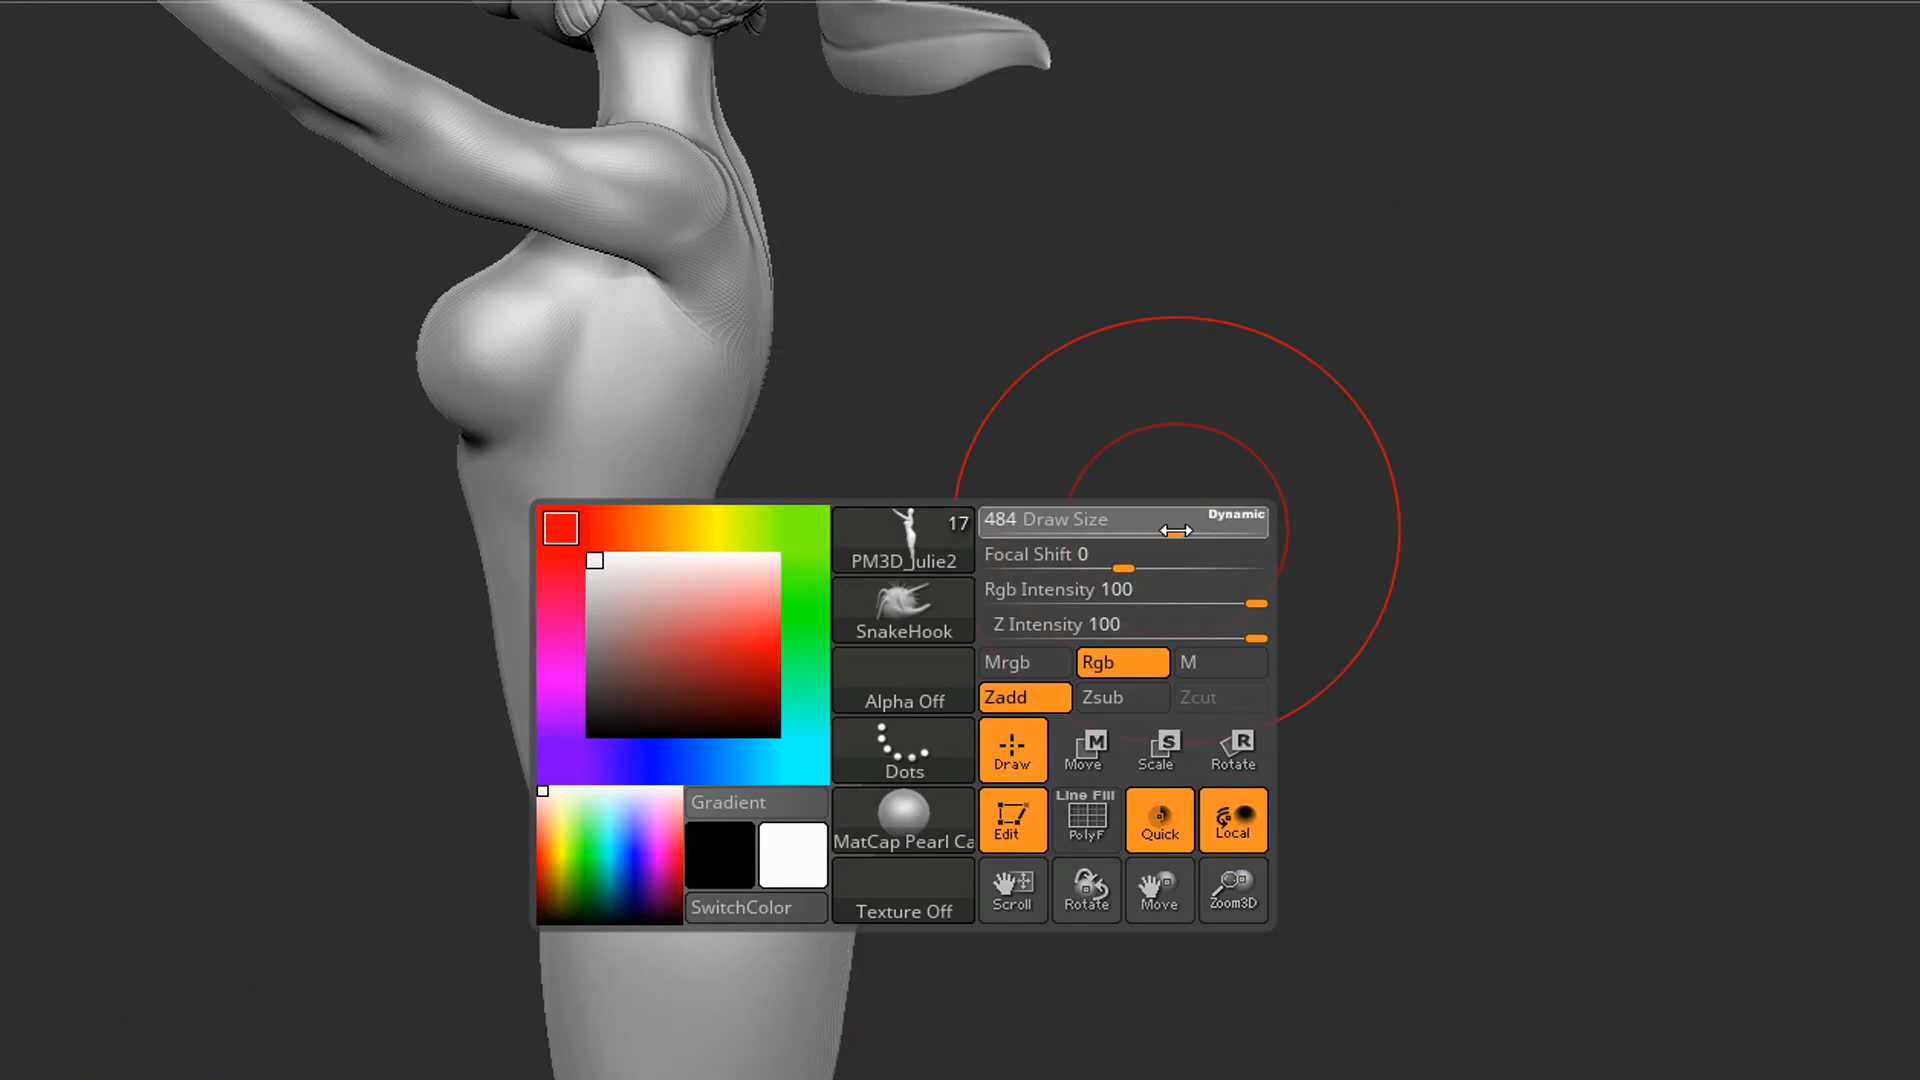 17
PM3D_Julie2
SnakeHook
Alpha Off
Dots
MatCap Pearl Ca
Texture Off
Gradient
SwitchColor
484 Draw Size
Dynamic
Focal Shift 0
Rgb Intensity 100
Z Intensity 100
Mrgb Rgb M
Zadd Zsub Zcut
M S R
Draw Move Scale Rotate
Line Fill
Edit PolyF Quick Local
Scroll Rotate Move Zoom3D